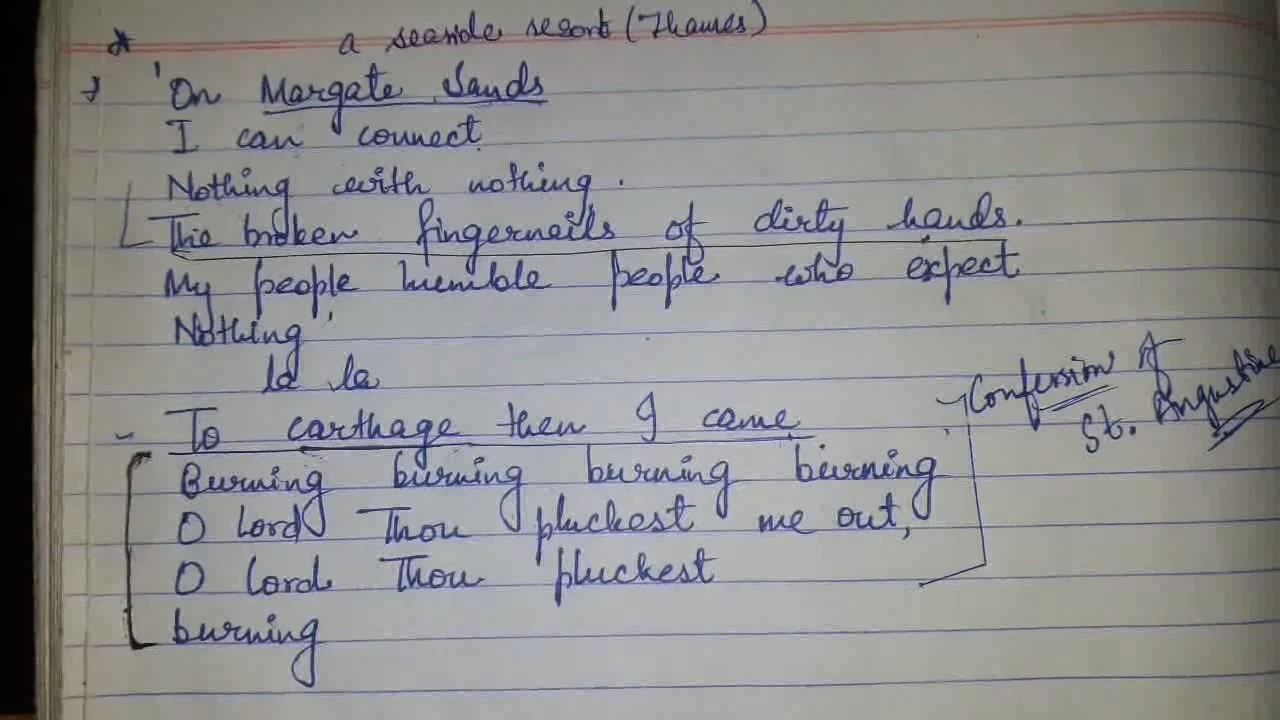 a seaside resort (Thames)
'On Margate Sands
I can connect
Nothing with nothing.
The broken fingernails of dirty hands.
My people humble people who expect
Nothing'
la la
To carthage then I came
Burning burning burning burning
O lord Thou pluckest me out,
O lord Thou pluckest
burning
Confession of
St. Augustine